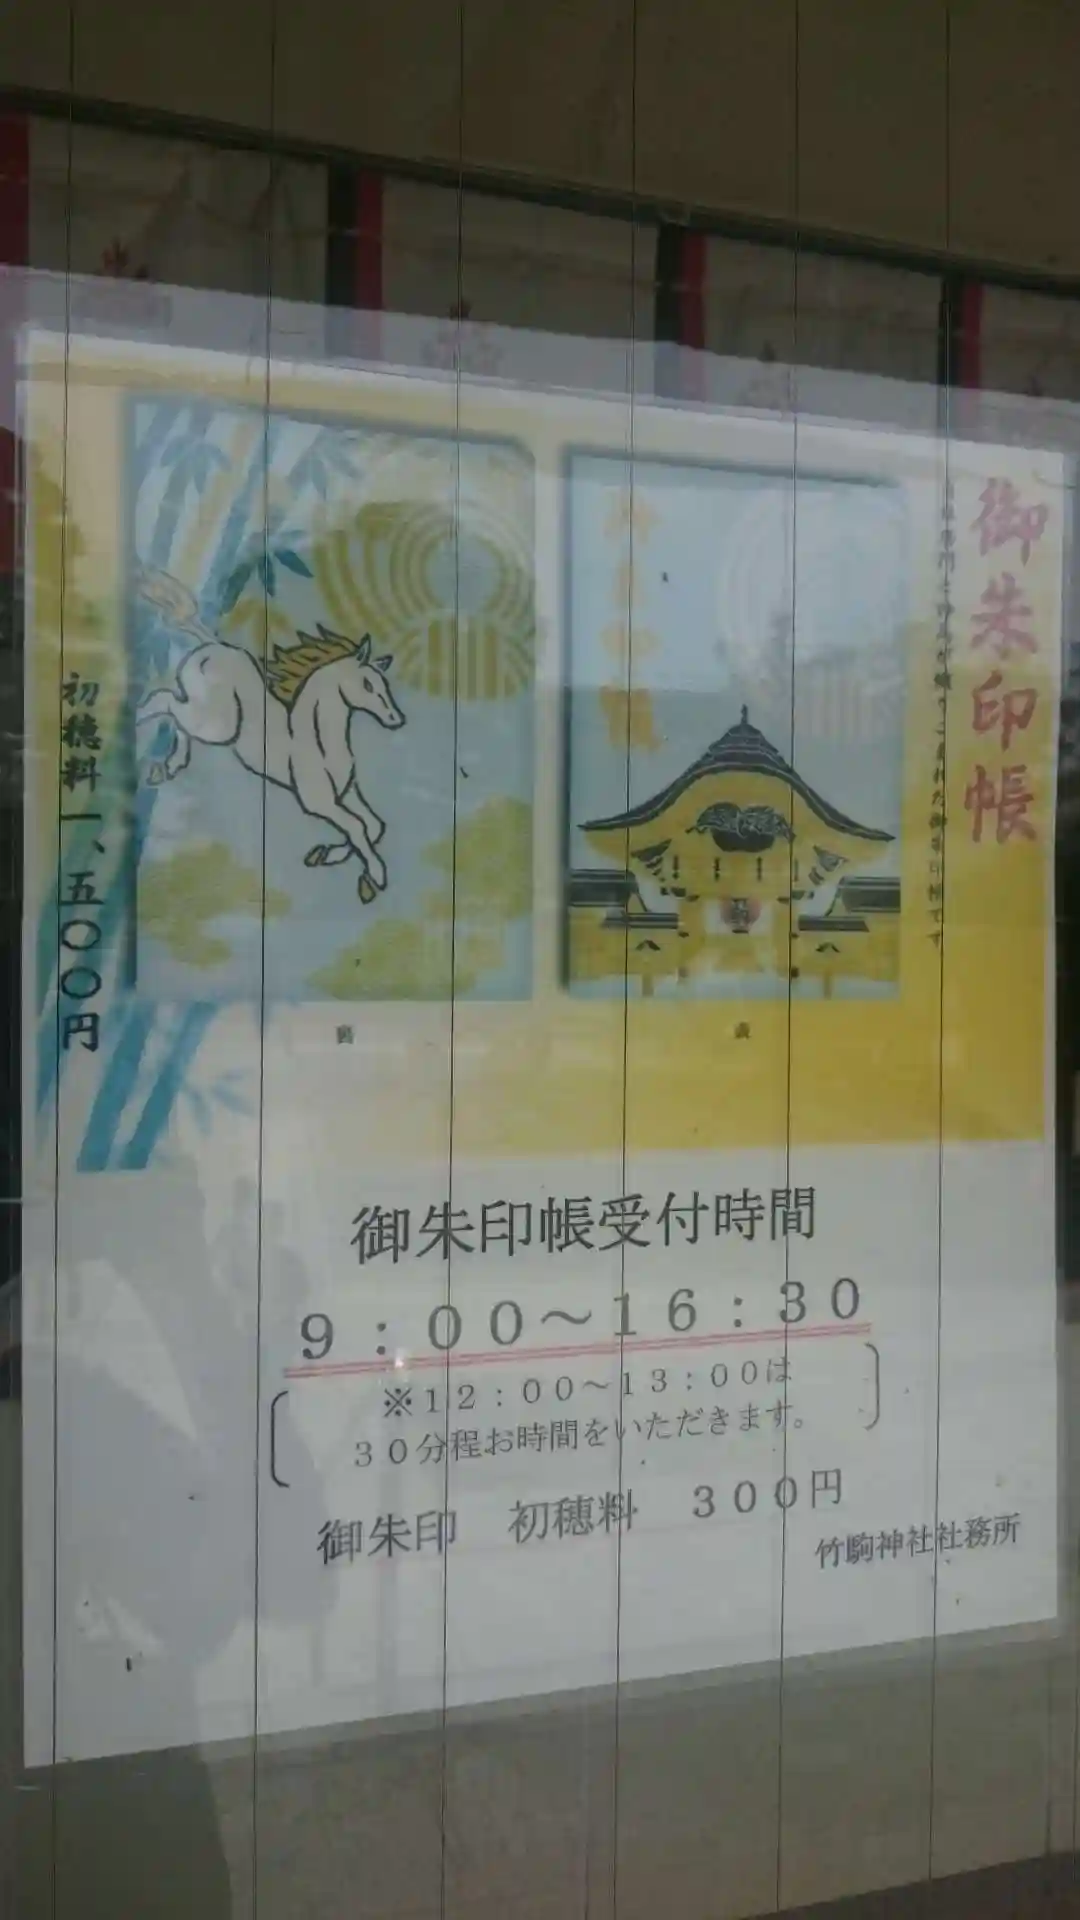 御朱印帳
初穂料一、五〇〇円
裏
表
御朱印帳受付時間
9：00～16：30
※12：00～13：00は
30分程お時間をいただきます。
御朱印　初穂料　300円
竹駒神社社務所